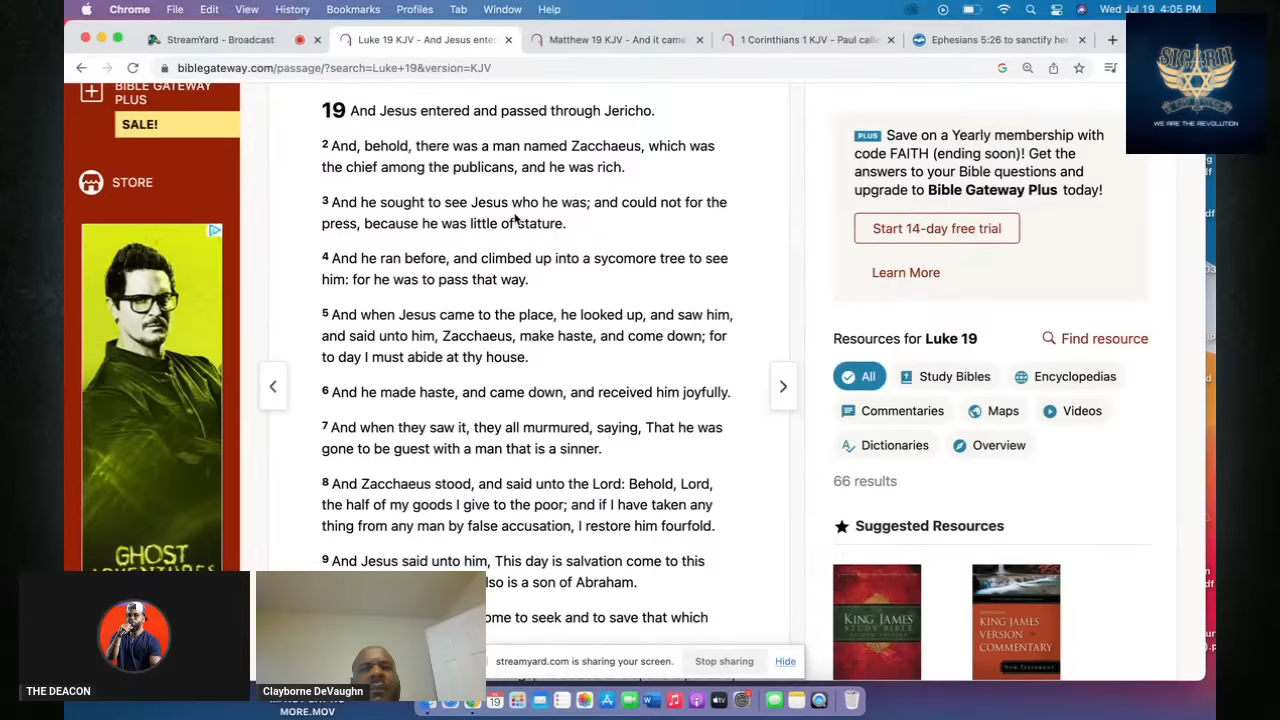 Chrome File Edit View History Bookmarks Profiles Tab Window Help Wed Jul 19 4:05 PM
StreamYard - Broadcast
Luke 19 KJV - And Jesus enter
Matthew 19 KJV - And it came
1 Corinthians 1 KJV - Paul calle
Ephesians 5:26 to sanctify her
biblegateway.com/passage/?search=Luke+19&version=KJV
SICARII
WE ARE THE REVOLUTION
BIBLE GATEWAY
PLUS
SALE!
STORE
GHOST
19 And Jesus entered and passed through Jericho.
2 And, behold, there was a man named Zacchaeus, which was
the chief among the publicans, and he was rich.
3 And he sought to see Jesus who he was; and could not for the
press, because he was little of stature.
4 And he ran before, and climbed up into a sycomore tree to see
him: for he was to pass that way.
5 And when Jesus came to the place, he looked up, and saw him,
and said unto him, Zacchaeus, make haste, and come down; for
to day I must abide at thy house.
6 And he made haste, and came down, and received him joyfully.
7 And when they saw it, they all murmured, saying, That he was
gone to be guest with a man that is a sinner.
8 And Zacchaeus stood, and said unto the Lord: Behold, Lord,
the half of my goods I give to the poor; and if I have taken any
thing from any man by false accusation, I restore him fourfold.
9 And Jesus said unto him, This day is salvation come to this
lso is a son of Abraham.
ome to seek and to save that which
PLUS Save on a Yearly membership with
code FAITH (ending soon)! Get the
answers to your Bible questions and
upgrade to Bible Gateway Plus today!
Start 14-day free trial
Learn More
Resources for Luke 19
Find resource
All Study Bibles Encyclopedias
Commentaries Maps Videos
Dictionaries Overview
66 results
Suggested Resources
KING JAMES
STUDY BIBLE
KING JAMES
VERSION
COMMENTARY
streamyard.com is sharing your screen. Stop sharing Hide
THE DEACON
Clayborne DeVaughn
MORE.MOV